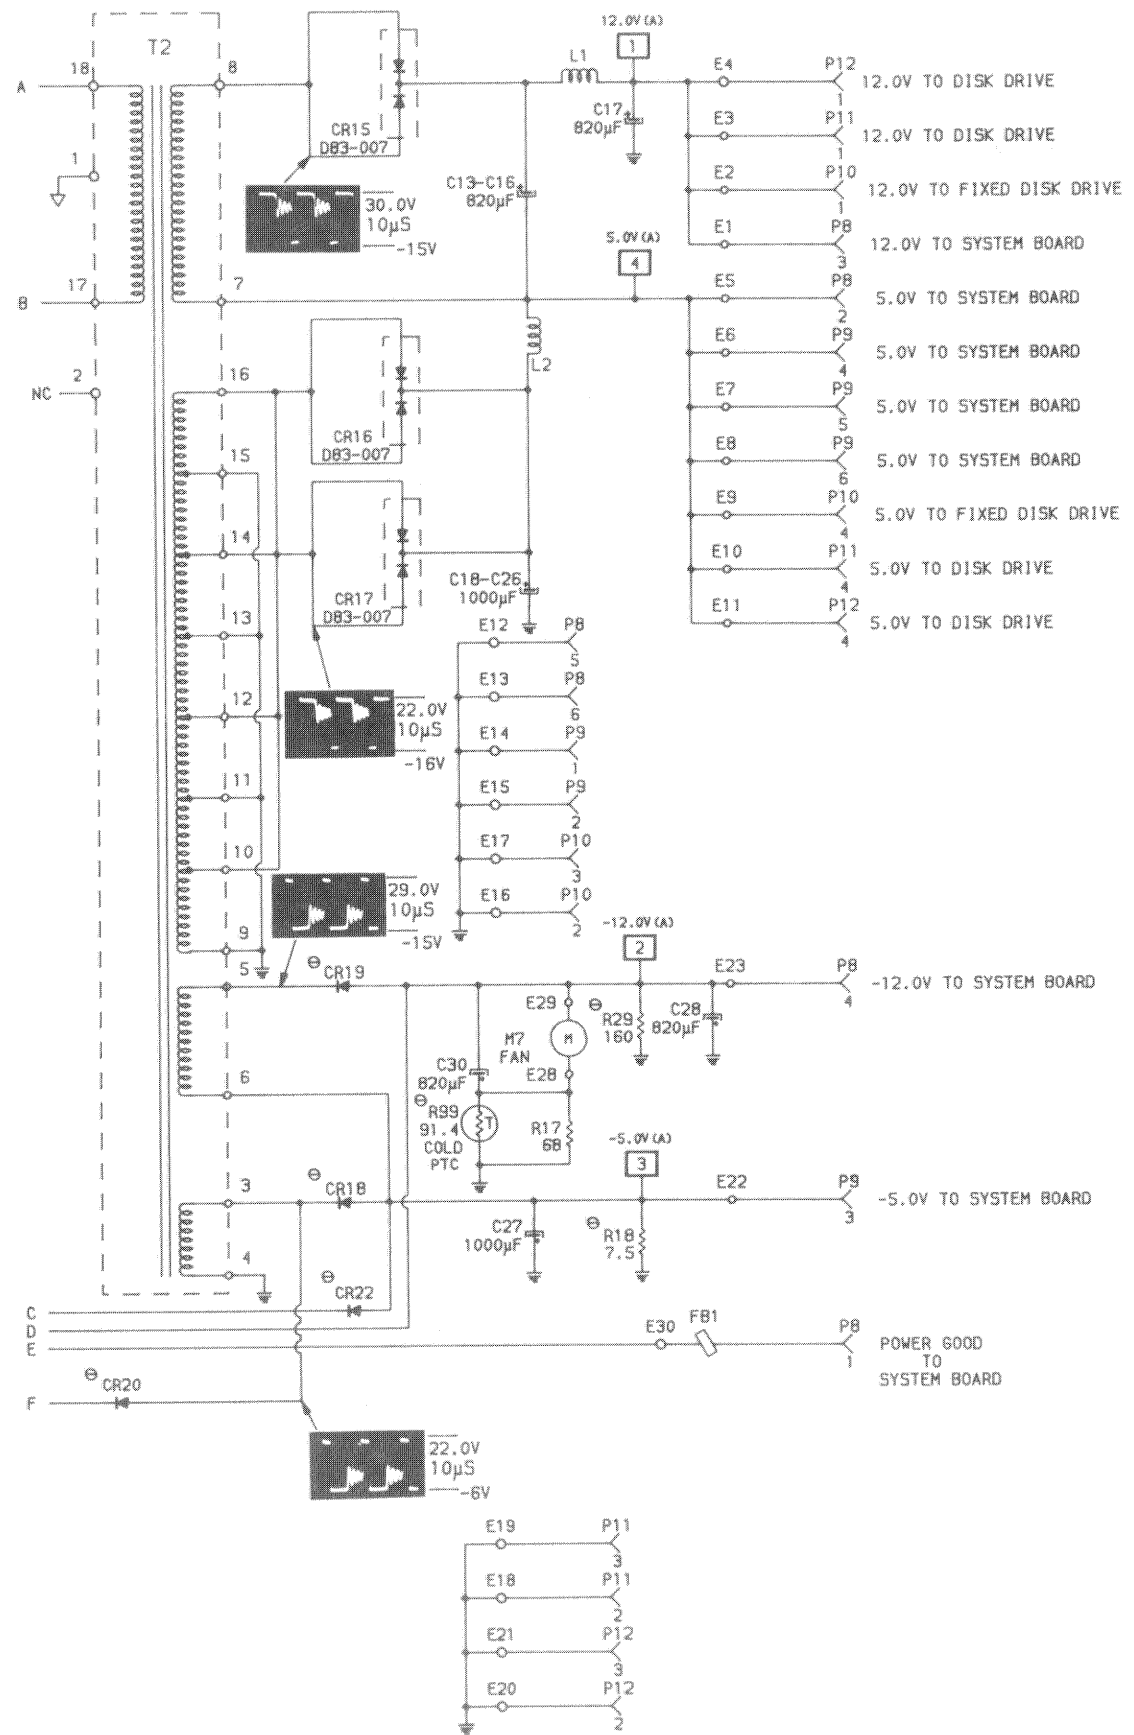 12.0V(A)
T2
1
L1
18
8
A
E4
P12
1
12.0V TO DISK DRIVE
C17
820µF
E3
P11
1
12.0V TO DISK DRIVE
CR15
D83-007
1
E2
P10
1
12.0V TO FIXED DISK DRIVE
C13-C16
820µF
30.0V
10µS
-15V
E1
P8
3
12.0V TO SYSTEM BOARD
5.0V(A)
4
17
7
B
E5
P8
2
5.0V TO SYSTEM BOARD
E6
P9
4
5.0V TO SYSTEM BOARD
L2
2
NC
16
E7
P9
5
5.0V TO SYSTEM BOARD
CR16
D83-007
15
E8
P9
6
5.0V TO SYSTEM BOARD
E9
P10
4
5.0V TO FIXED DISK DRIVE
14
E10
P11
4
5.0V TO DISK DRIVE
C18-C26
1000µF
CR17
D83-007
E11
P12
4
5.0V TO DISK DRIVE
13
E12
P8
5
E13
P8
6
12
22.0V
10µS
-16V
E14
P9
1
11
E15
P9
2
10
E17
P10
3
29.0V
10µS
-15V
E16
P10
2
9
-12.0V(A)
2
5
CR19
E23
P8
4
-12.0V TO SYSTEM BOARD
E29
R29
160
C28
820µF
M7
FAN
M
C30
820µF
E28
6
R99
91.4
COLD
PTC
T
R17
68
-5.0V(A)
3
3
CR18
E22
P9
3
-5.0V TO SYSTEM BOARD
C27
1000µF
R18
7.5
4
CR22
C
D
E
E30
FB1
P8
1
POWER GOOD
TO
SYSTEM BOARD
CR20
F
22.0V
10µS
-6V
E19
P11
3
E18
P11
2
E21
P12
3
E20
P12
2